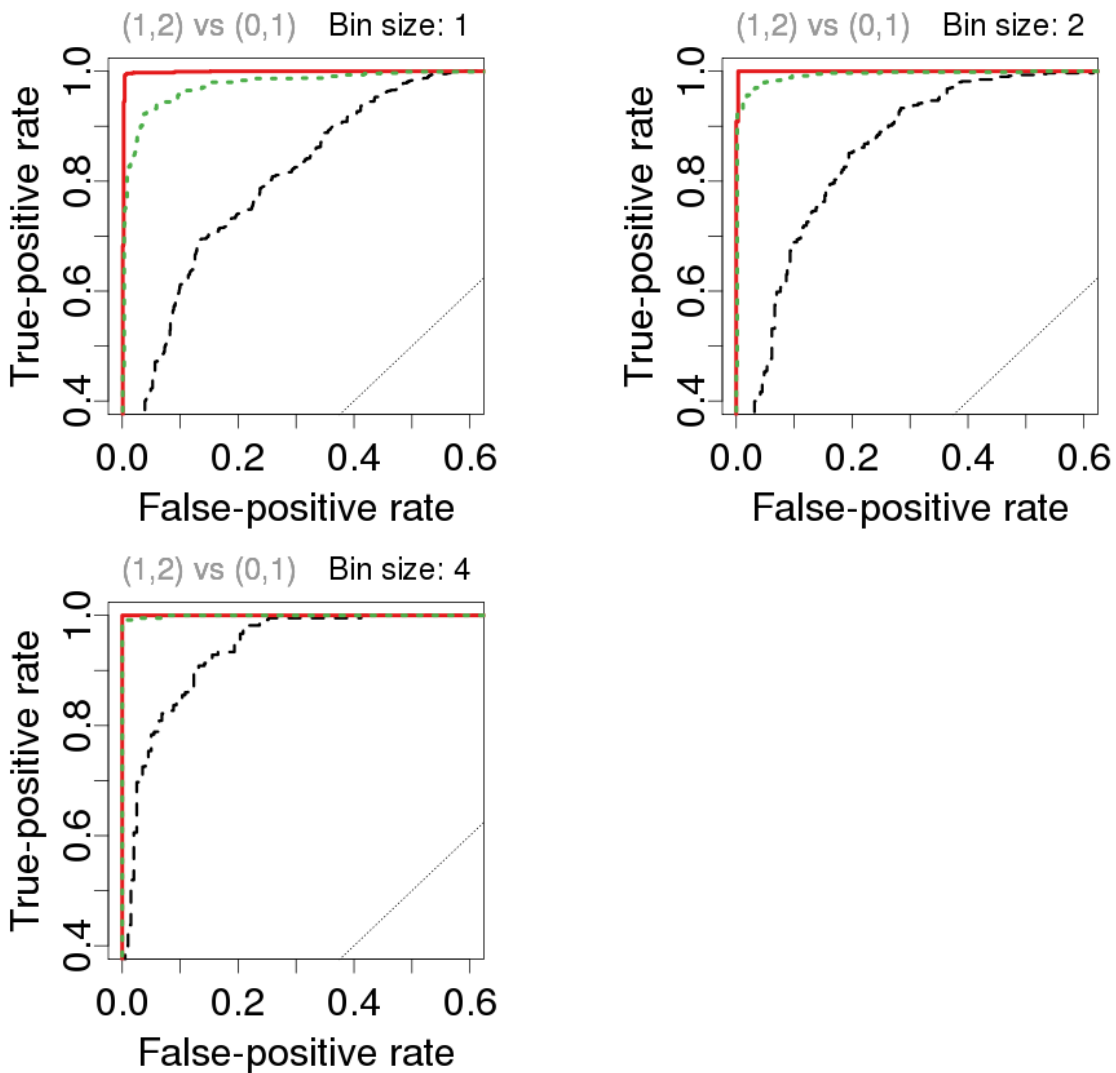 (1,2) vs (0,1) Bin size: 1
1.0
0.8
0.6
0.4
True-positive rate
0.0 0.2 0.4 0.6
False-positive rate
(1,2) vs (0,1) Bin size: 2
1.0
0.8
0.6
0.4
True-positive rate
0.0 0.2 0.4 0.6
False-positive rate
(1,2) vs (0,1) Bin size: 4
1.0
0.8
0.6
0.4
True-positive rate
0.0 0.2 0.4 0.6
False-positive rate